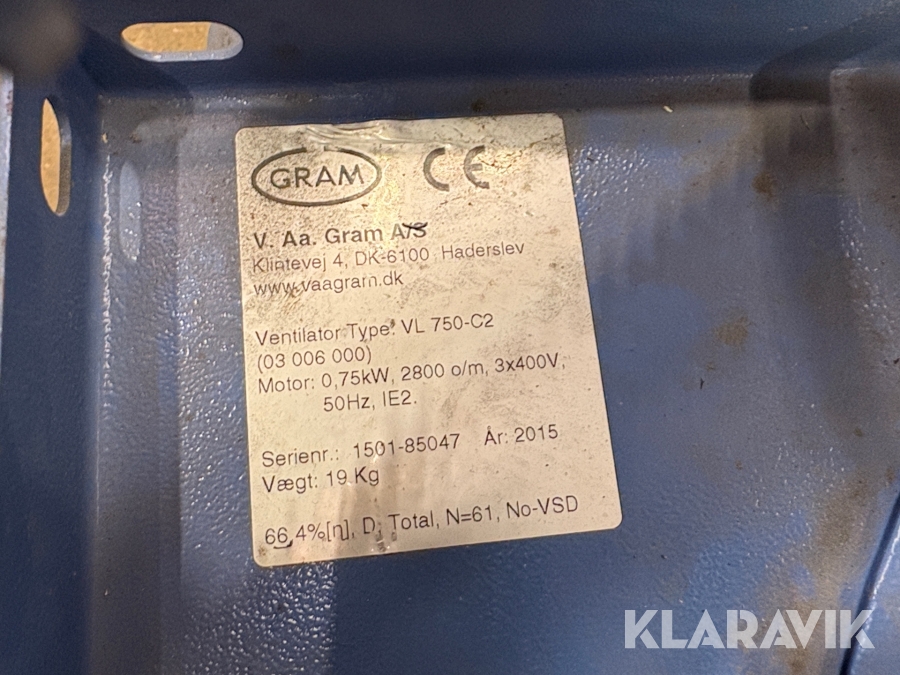 GRAM CE
V. Aa. Gram A/S
Klintevej 4, DK-6100 Haderslev
www.vaagram.dk
Ventilator Type: VL 750-C2
(03 006 000)
Motor: 0,75kW, 2800 o/m, 3x400V,
50Hz, IE2.
Serienr.: 1501-85047 År: 2015
Vægt: 19 Kg
66,4%[η], D, Total, N=61, No-VSD
KLARAVIK